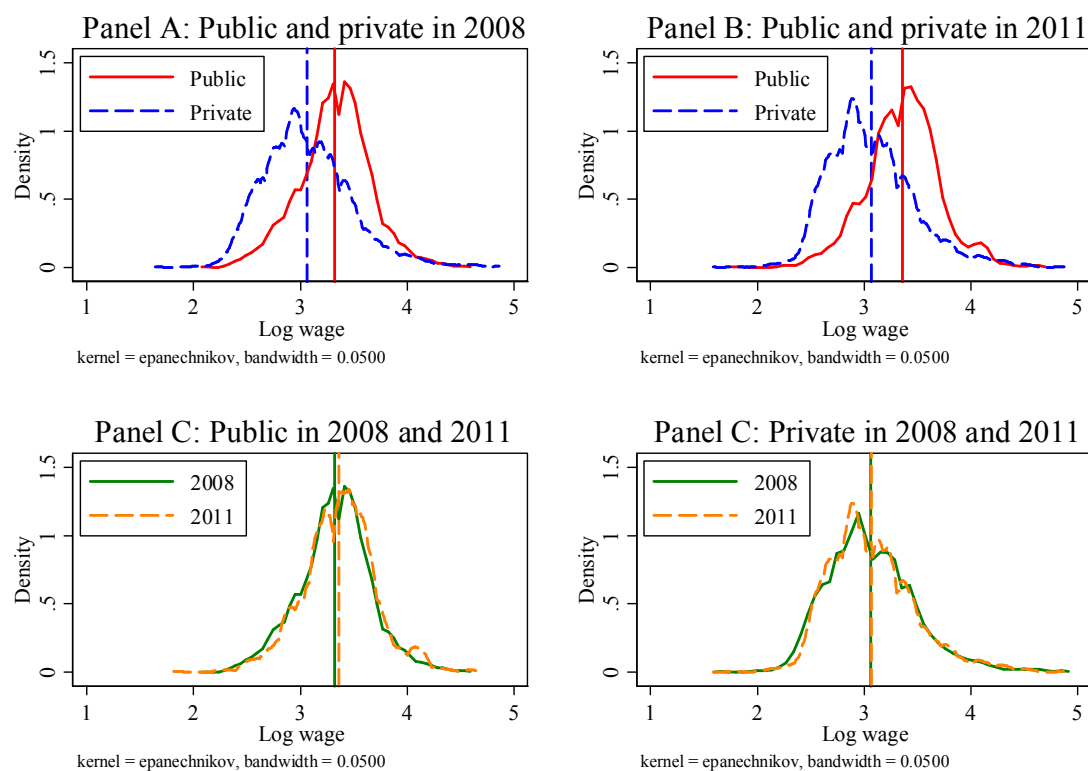 Panel A: Public and private in 2008
1.5
1
.5
0
Density
Public
Private
1 2 3 4 5
Log wage
kernel = epanechnikov, bandwidth = 0.0500
Panel B: Public and private in 2011
1.5
1
.5
0
Density
Public
Private
1 2 3 4 5
Log wage
kernel = epanechnikov, bandwidth = 0.0500
Panel C: Public in 2008 and 2011
1.5
1
.5
0
Density
2008
2011
1 2 3 4 5
Log wage
kernel = epanechnikov, bandwidth = 0.0500
Panel C: Private in 2008 and 2011
1.5
1
.5
0
Density
2008
2011
1 2 3 4 5
Log wage
kernel = epanechnikov, bandwidth = 0.0500